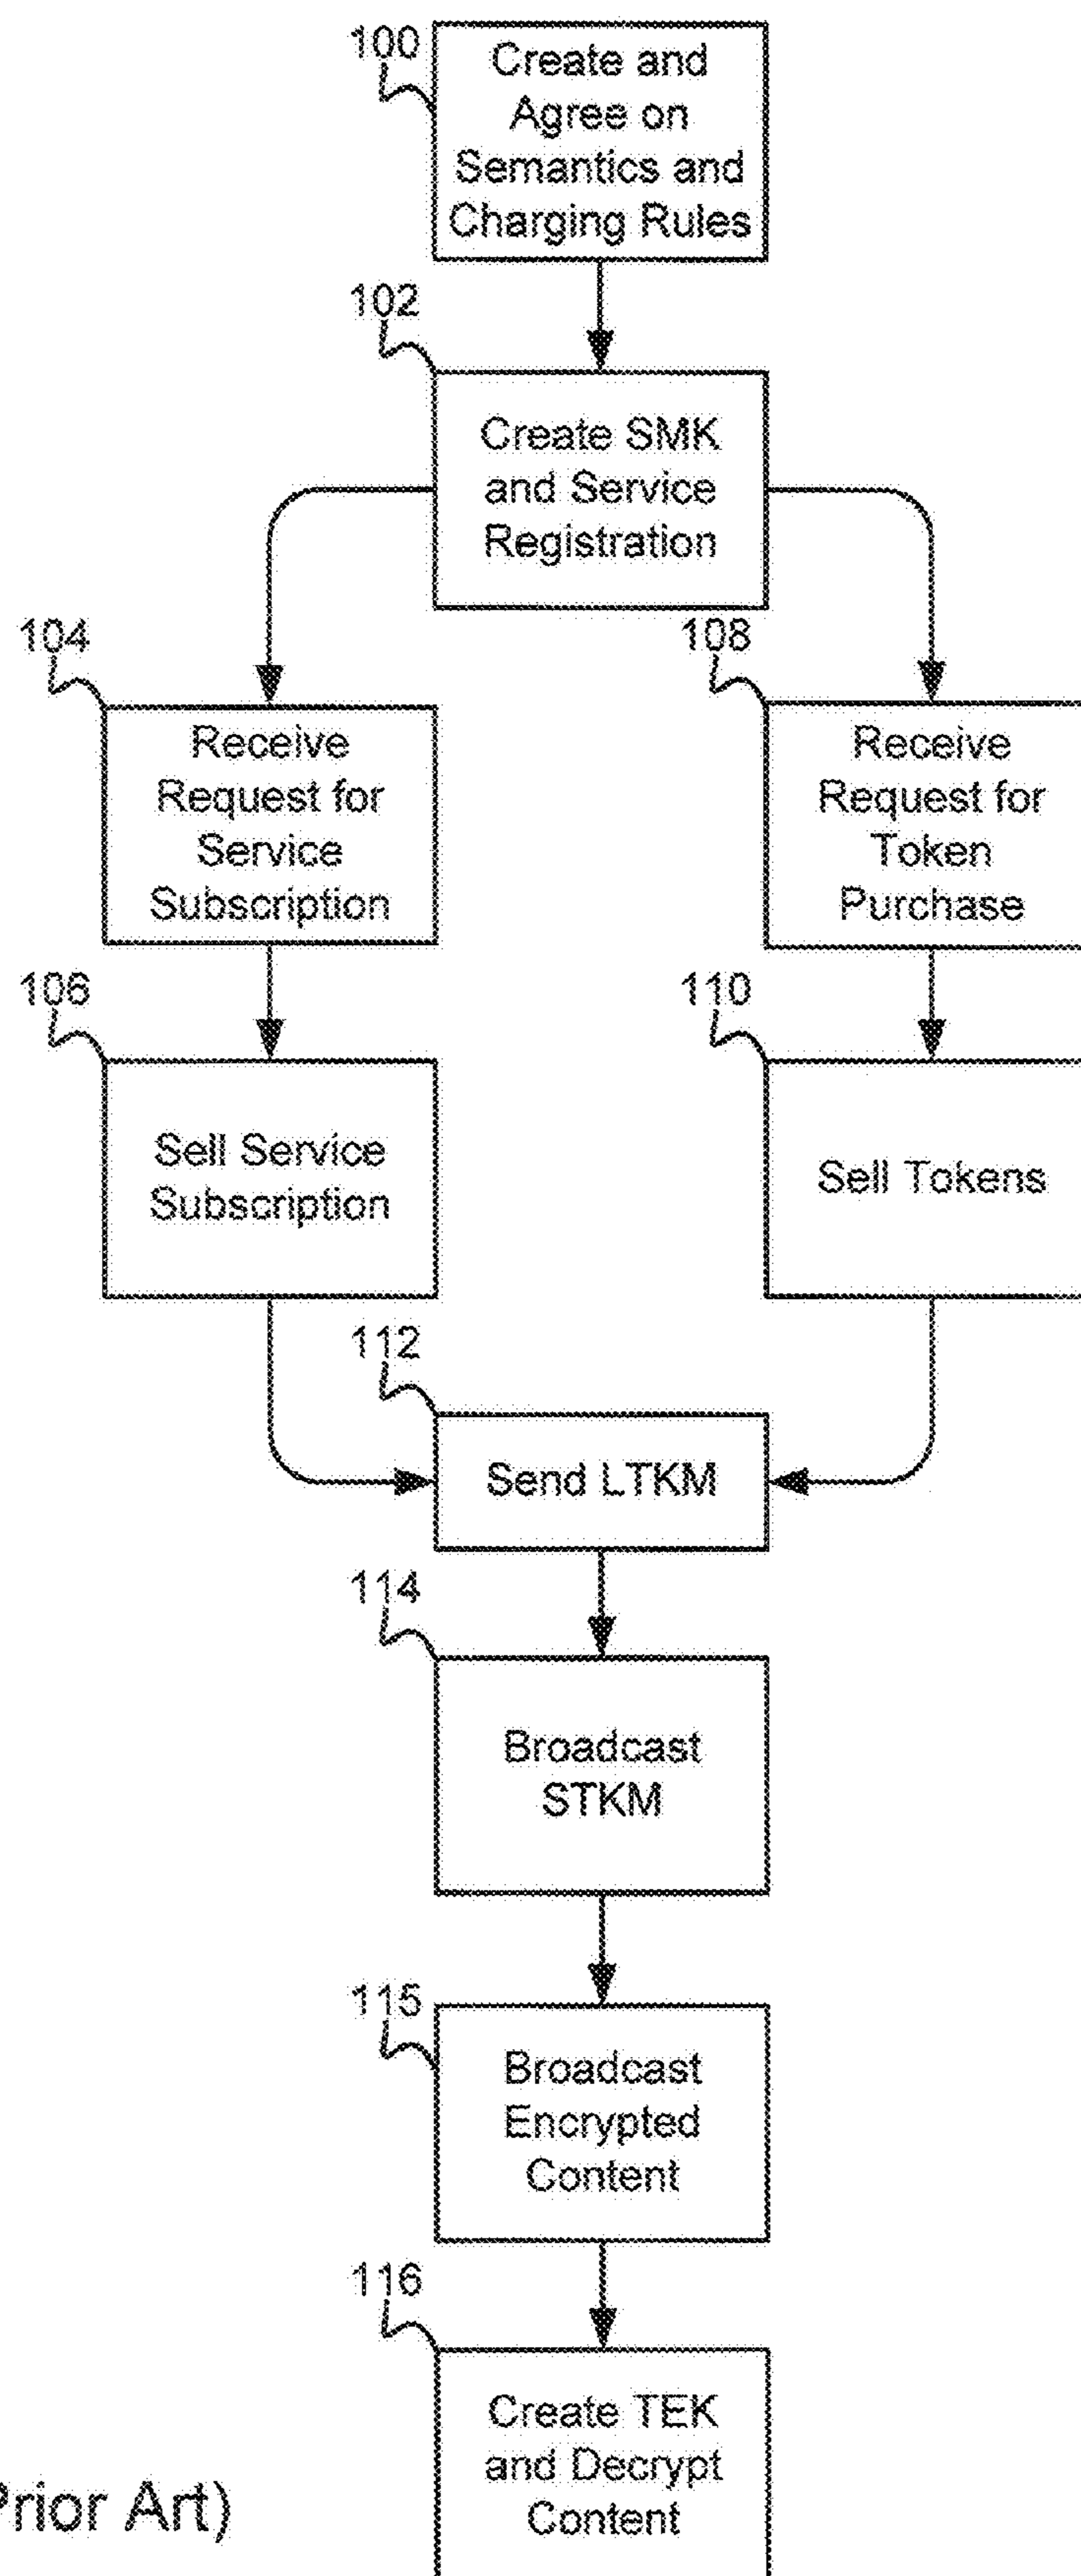 100
Create and
Agree on
Semantics and
Charging Rules
102
Create SMK
and Service
Registration
104
Receive
Request for
Service
Subscription
108
Receive
Request for
Token
Purchase
106
Sell Service
Subscription
110
Sell Tokens
112
Send LTKM
114
Broadcast
STKM
115
Broadcast
Encrypted
Content
116
Create TEK
and Decrypt
Content
Prior Art)